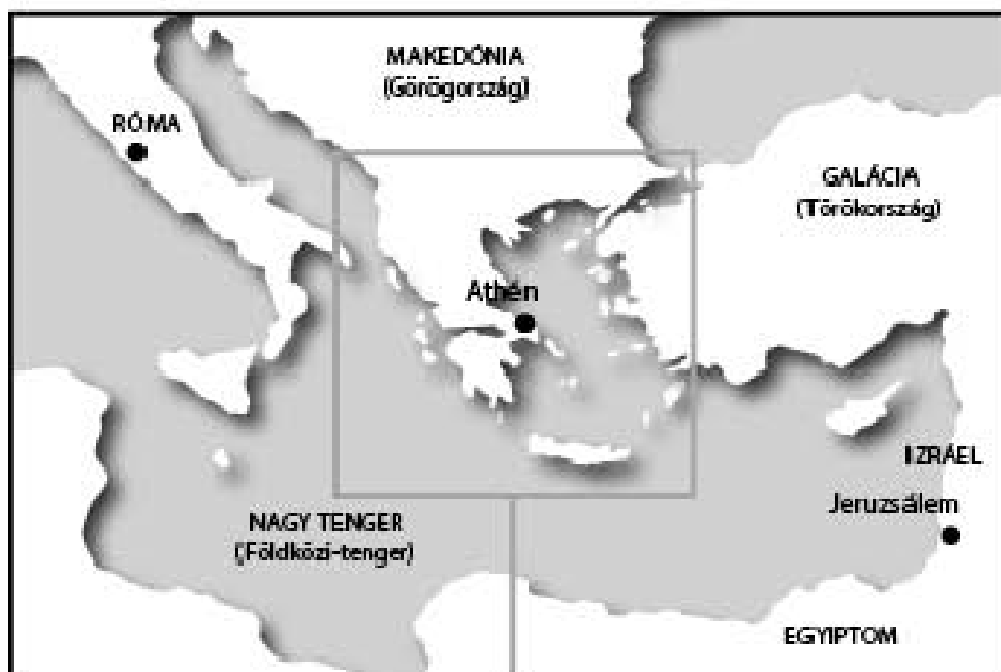 MAKEDÓNIA
(Görögország)
RÓMA
GALÁCIA
(Törökország)
Athén
IZRÁEL
Jeruzsálem
NAGY TENGER
(Földközi-tenger)
EGYIPTOM